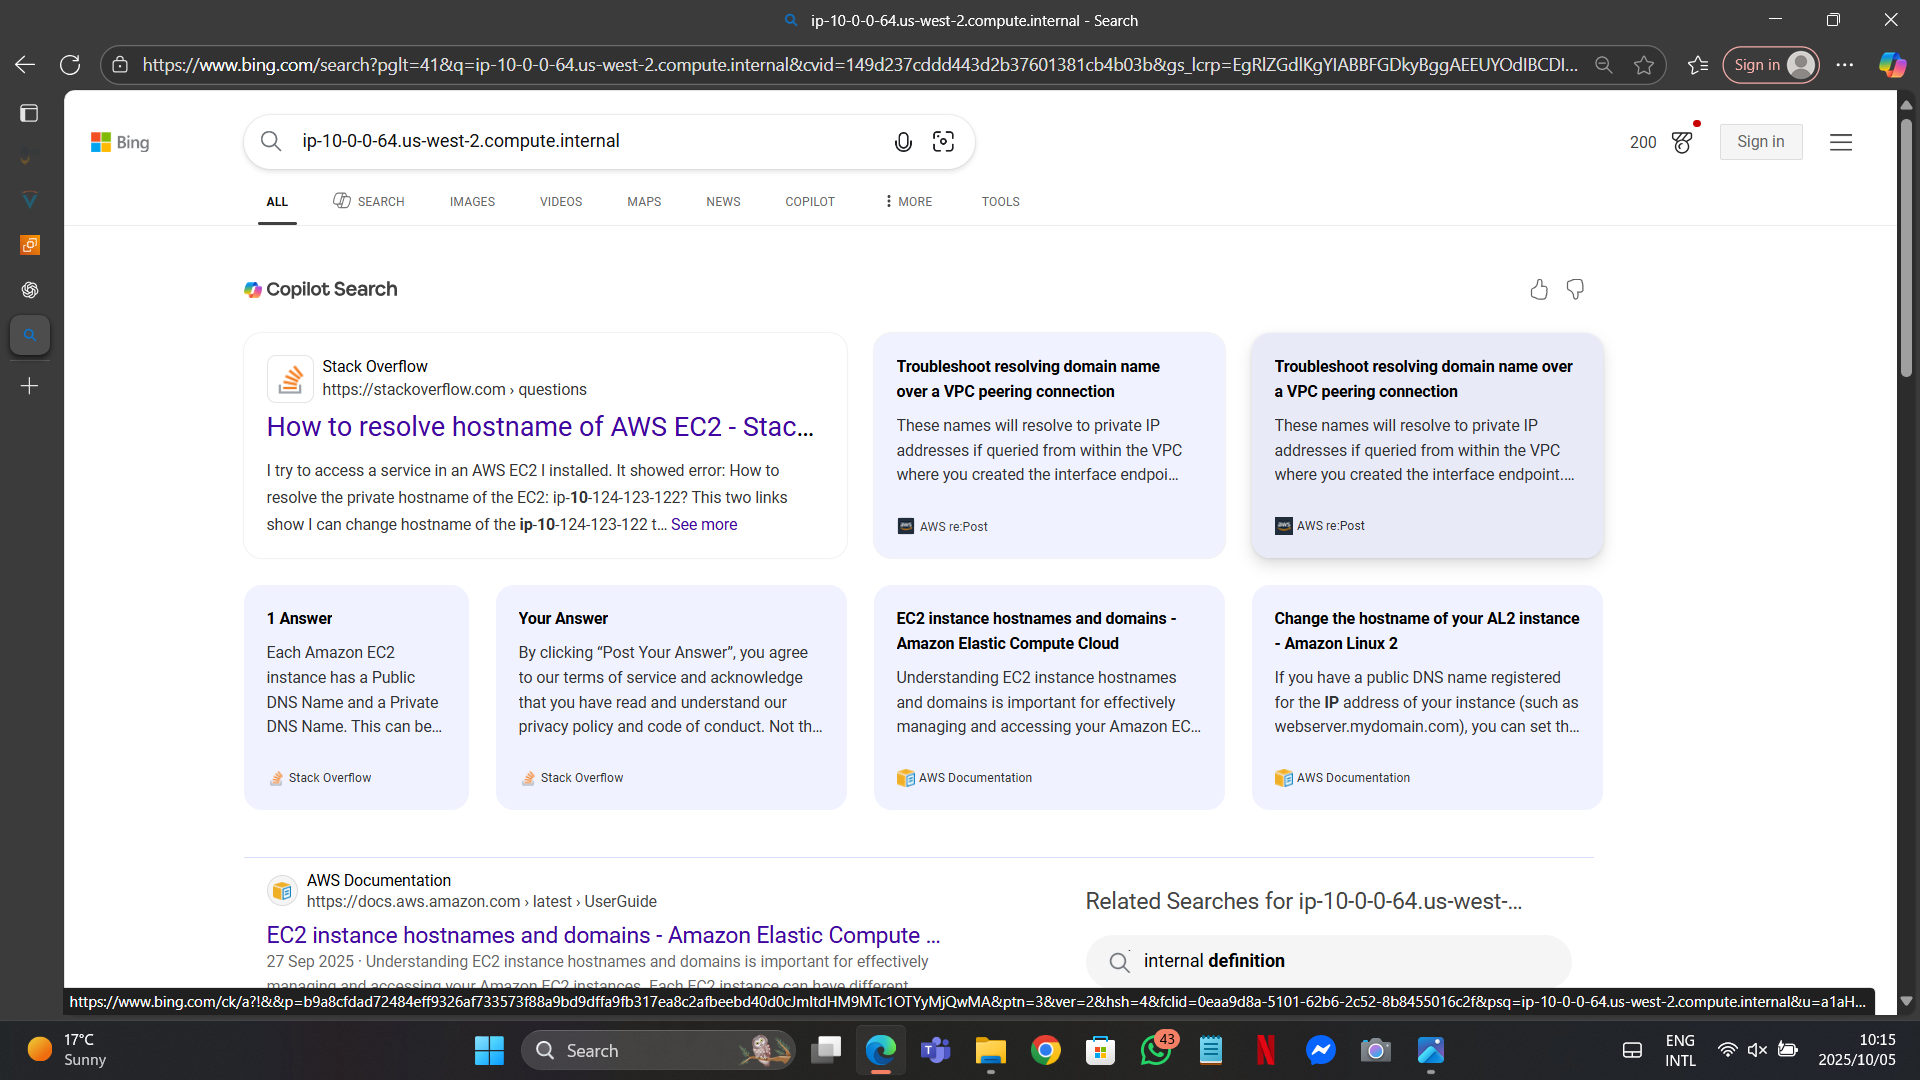 ip-10-0-0-64.us-west-2.compute.internal - Search
https://www.bing.com/search?pglt=41&q=ip-10-0-0-64.us-west-2.compute.internal&cvid=149d237cddd443d2b37601381cb4b03b&gs_lcrp=EgRlZGdlKgYIABBFGDkyBggAEEUYOdIBCDI...
Sign in
Bing
ip-10-0-0-64.us-west-2.compute.internal
200
Sign in
ALL
SEARCH
IMAGES
VIDEOS
MAPS
NEWS
COPILOT
MORE
TOOLS
Copilot Search
Stack Overflow
https://stackoverflow.com › questions
How to resolve hostname of AWS EC2 - Stac...
I try to access a service in an AWS EC2 I installed. It showed error: How to
resolve the private hostname of the EC2: ip-10-124-123-122? This two links
show I can change hostname of the ip-10-124-123-122 t... See more
Troubleshoot resolving domain name
over a VPC peering connection
These names will resolve to private IP
addresses if queried from within the VPC
where you created the interface endpoi...
AWS re:Post
Troubleshoot resolving domain name over
a VPC peering connection
These names will resolve to private IP
addresses if queried from within the VPC
where you created the interface endpoint....
AWS re:Post
1 Answer
Each Amazon EC2
instance has a Public
DNS Name and a Private
DNS Name. This can be...
Stack Overflow
Your Answer
By clicking “Post Your Answer”, you agree
to our terms of service and acknowledge
that you have read and understand our
privacy policy and code of conduct. Not th...
Stack Overflow
EC2 instance hostnames and domains -
Amazon Elastic Compute Cloud
Understanding EC2 instance hostnames
and domains is important for effectively
managing and accessing your Amazon EC...
AWS Documentation
Change the hostname of your AL2 instance
- Amazon Linux 2
If you have a public DNS name registered
for the IP address of your instance (such as
webserver.mydomain.com), you can set th...
AWS Documentation
AWS Documentation
https://docs.aws.amazon.com › latest › UserGuide
EC2 instance hostnames and domains - Amazon Elastic Compute ...
27 Sep 2025 · Understanding EC2 instance hostnames and domains is important for effectively
managing and accessing your Amazon EC2 instances. Each EC2 instance can have different
Related Searches for ip-10-0-0-64.us-west-...
internal definition
https://www.bing.com/ck/a?!&&p=b9a8cfdad72484eff9326af733573f88a9bd9dffa9fb317ea8c2afbeebd40d0cJmltdHM9MTc1OTYyMjQwMA&ptn=3&ver=2&hsh=4&fclid=0eaa9d8a-5101-62b6-2c52-8b8455016c2f&psq=ip-10-0-0-64.us-west-2.compute.internal&u=a1aH...
17°C
Sunny
Search
43
ENG
INTL
10:15
2025/10/05